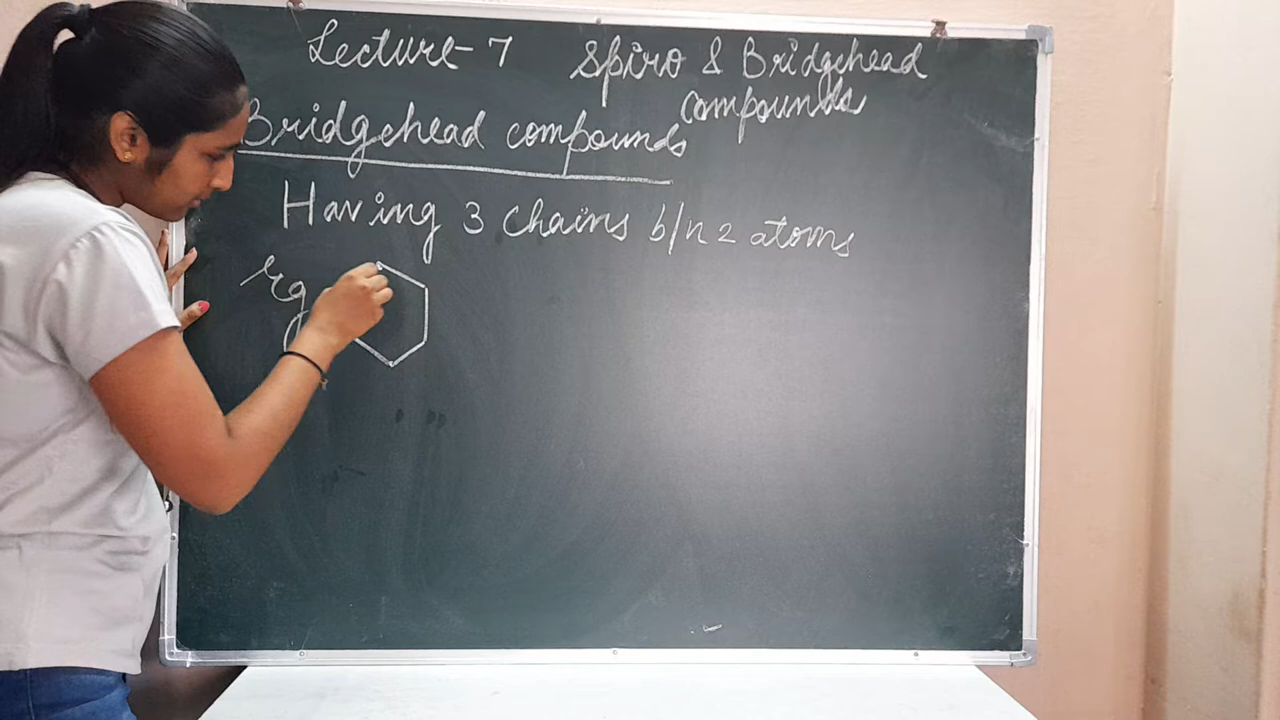 Lecture-7 Spiro & Bridgehead
compounds
Bridgehead compounds
Having 3 chains b/n 2 atoms
Eg